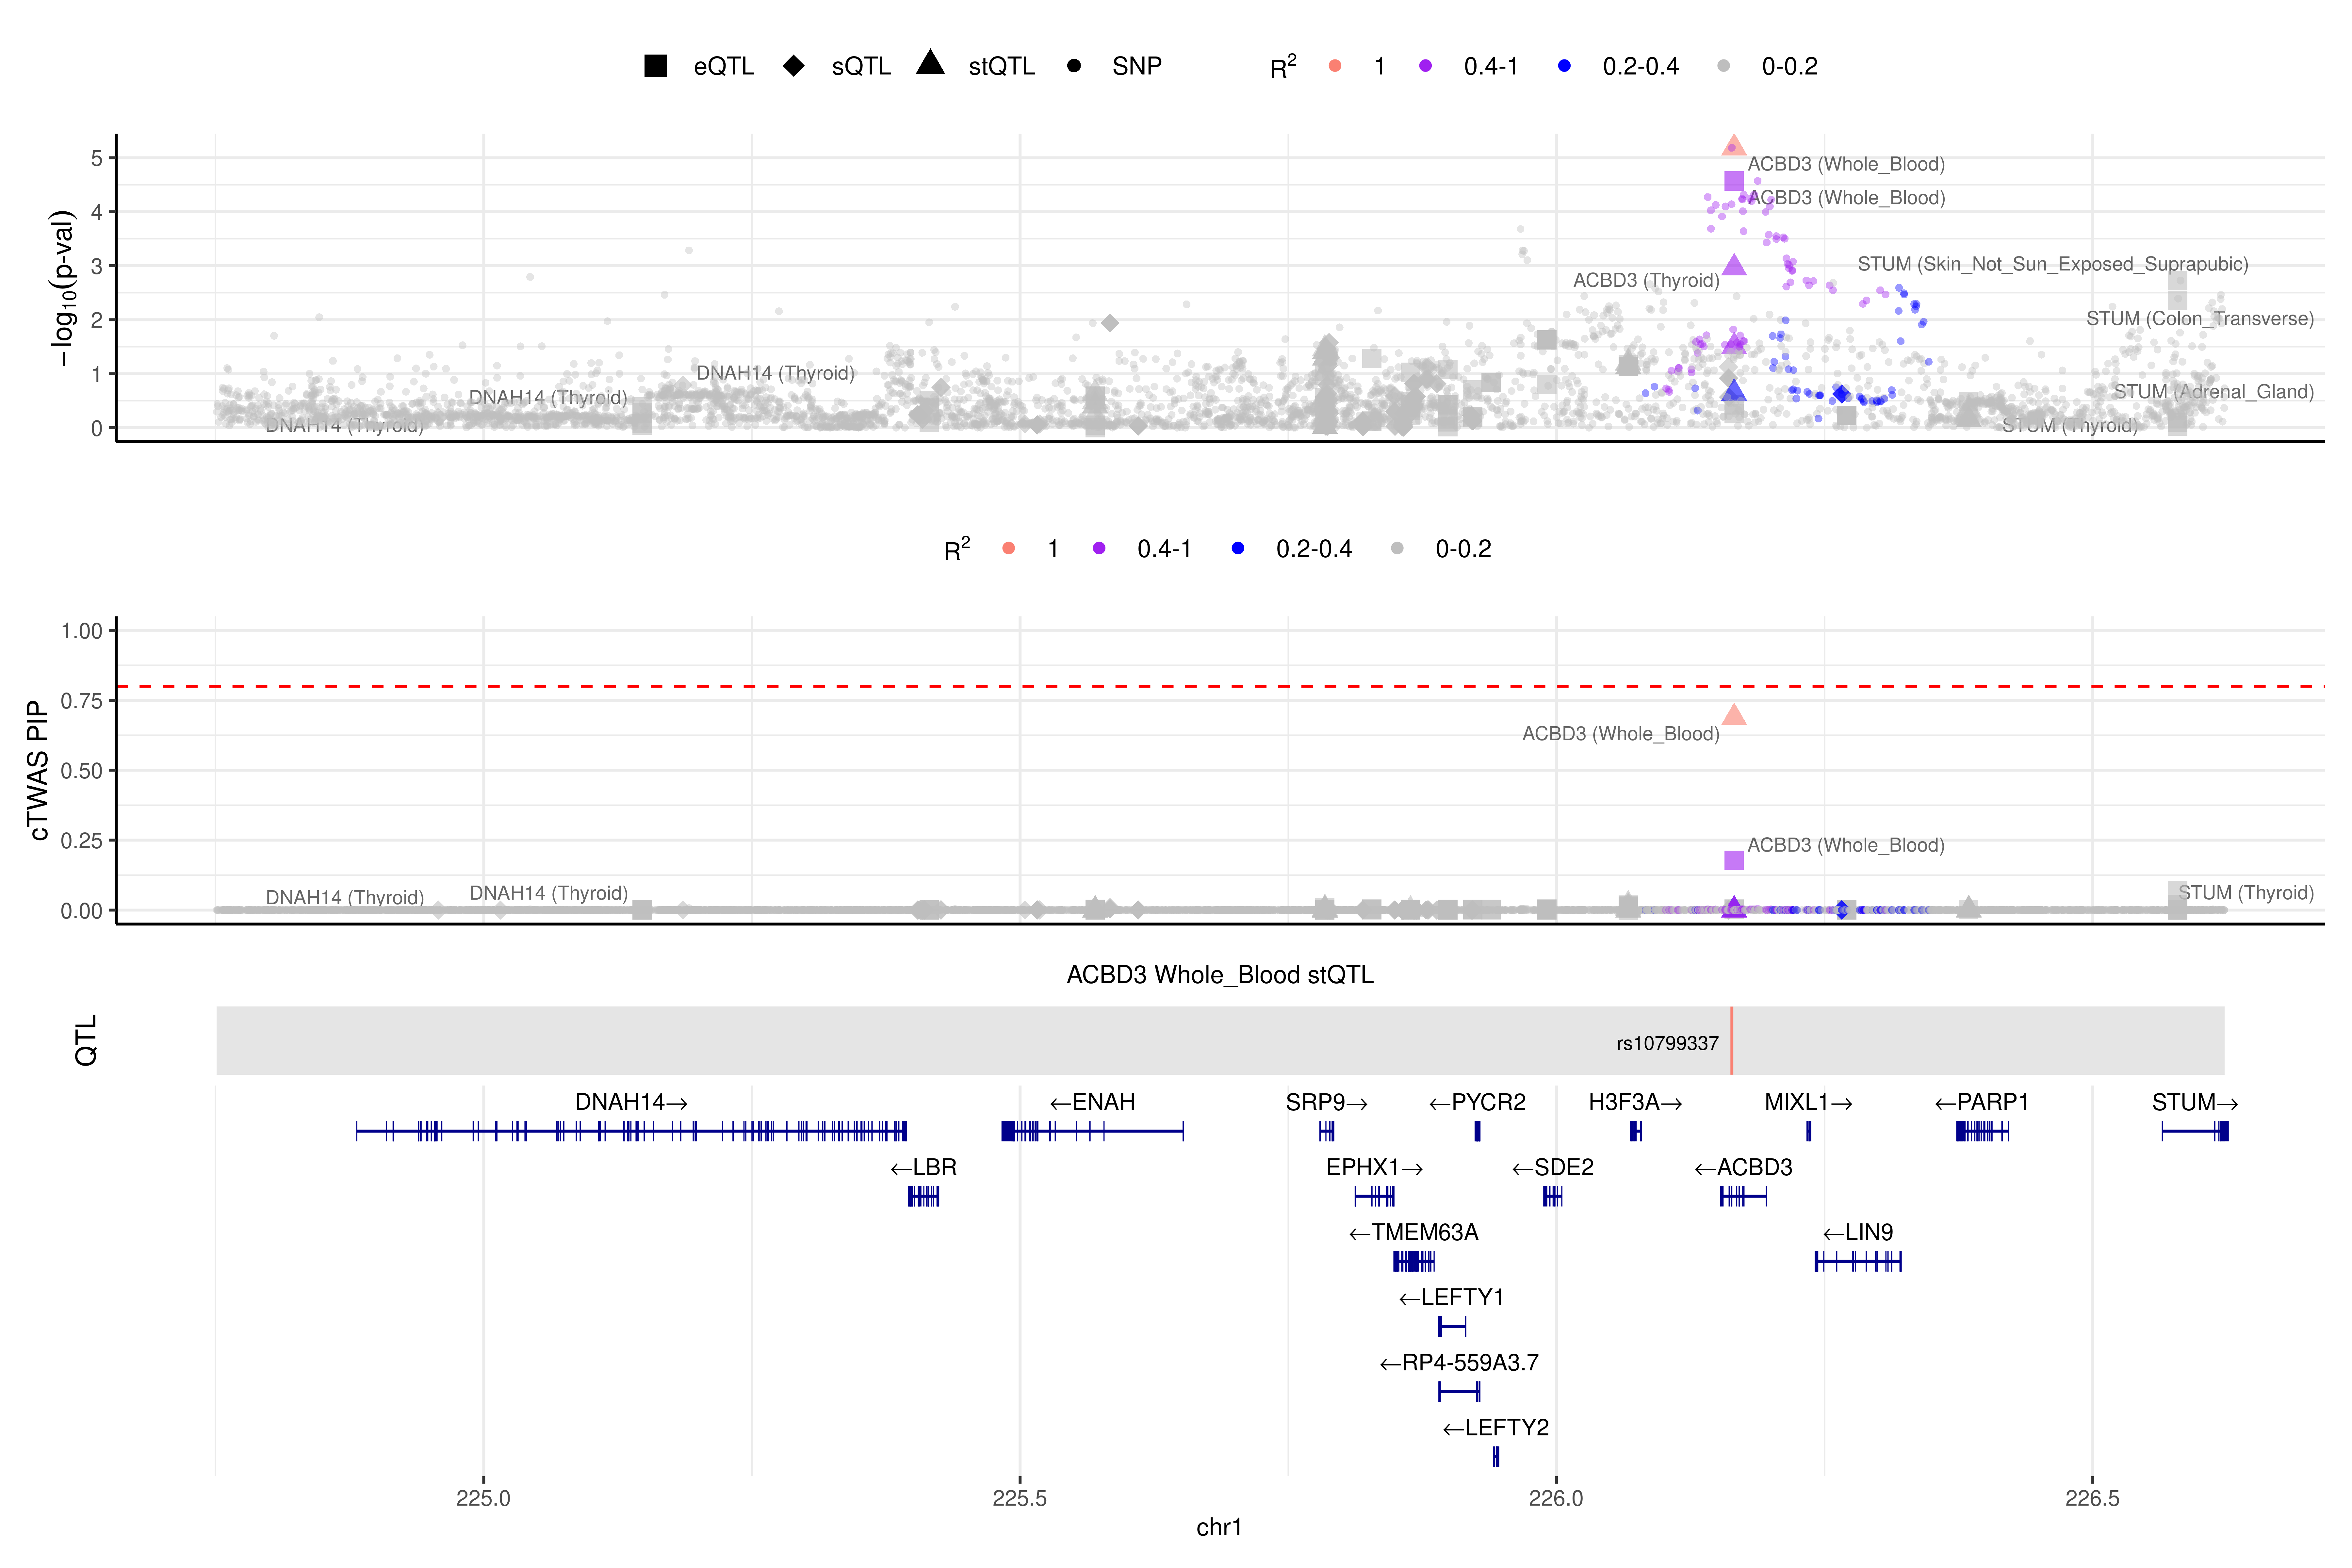 eQTL sQTL stQTL SNP R2 1 0.4-1 0.2-0.4 0-0.2
−log10(p-val)
5
4
3
2
1
0
ACBD3 (Whole_Blood)
ACBD3 (Whole_Blood)
STUM (Skin_Not_Sun_Exposed_Suprapubic)
ACBD3 (Thyroid)
STUM (Colon_Transverse)
DNAH14 (Thyroid)
STUM (Adrenal_Gland)
DNAH14 (Thyroid)
DNAH14 (Thyroid)
STUM (Thyroid)
R2 1 0.4-1 0.2-0.4 0-0.2
cTWAS PIP
1.00
0.75
0.50
0.25
0.00
ACBD3 (Whole_Blood)
ACBD3 (Whole_Blood)
DNAH14 (Thyroid)
DNAH14 (Thyroid)
STUM (Thyroid)
ACBD3 Whole_Blood stQTL
QTL
rs10799337
DNAH14→ ←ENAH SRP9→ ←PYCR2 H3F3A→ MIXL1→ ←PARP1 STUM→
←LBR EPHX1→ ←SDE2 ←ACBD3
←TMEM63A ←LIN9
←LEFTY1
←RP4-559A3.7
←LEFTY2
225.0 225.5 226.0 226.5
chr1